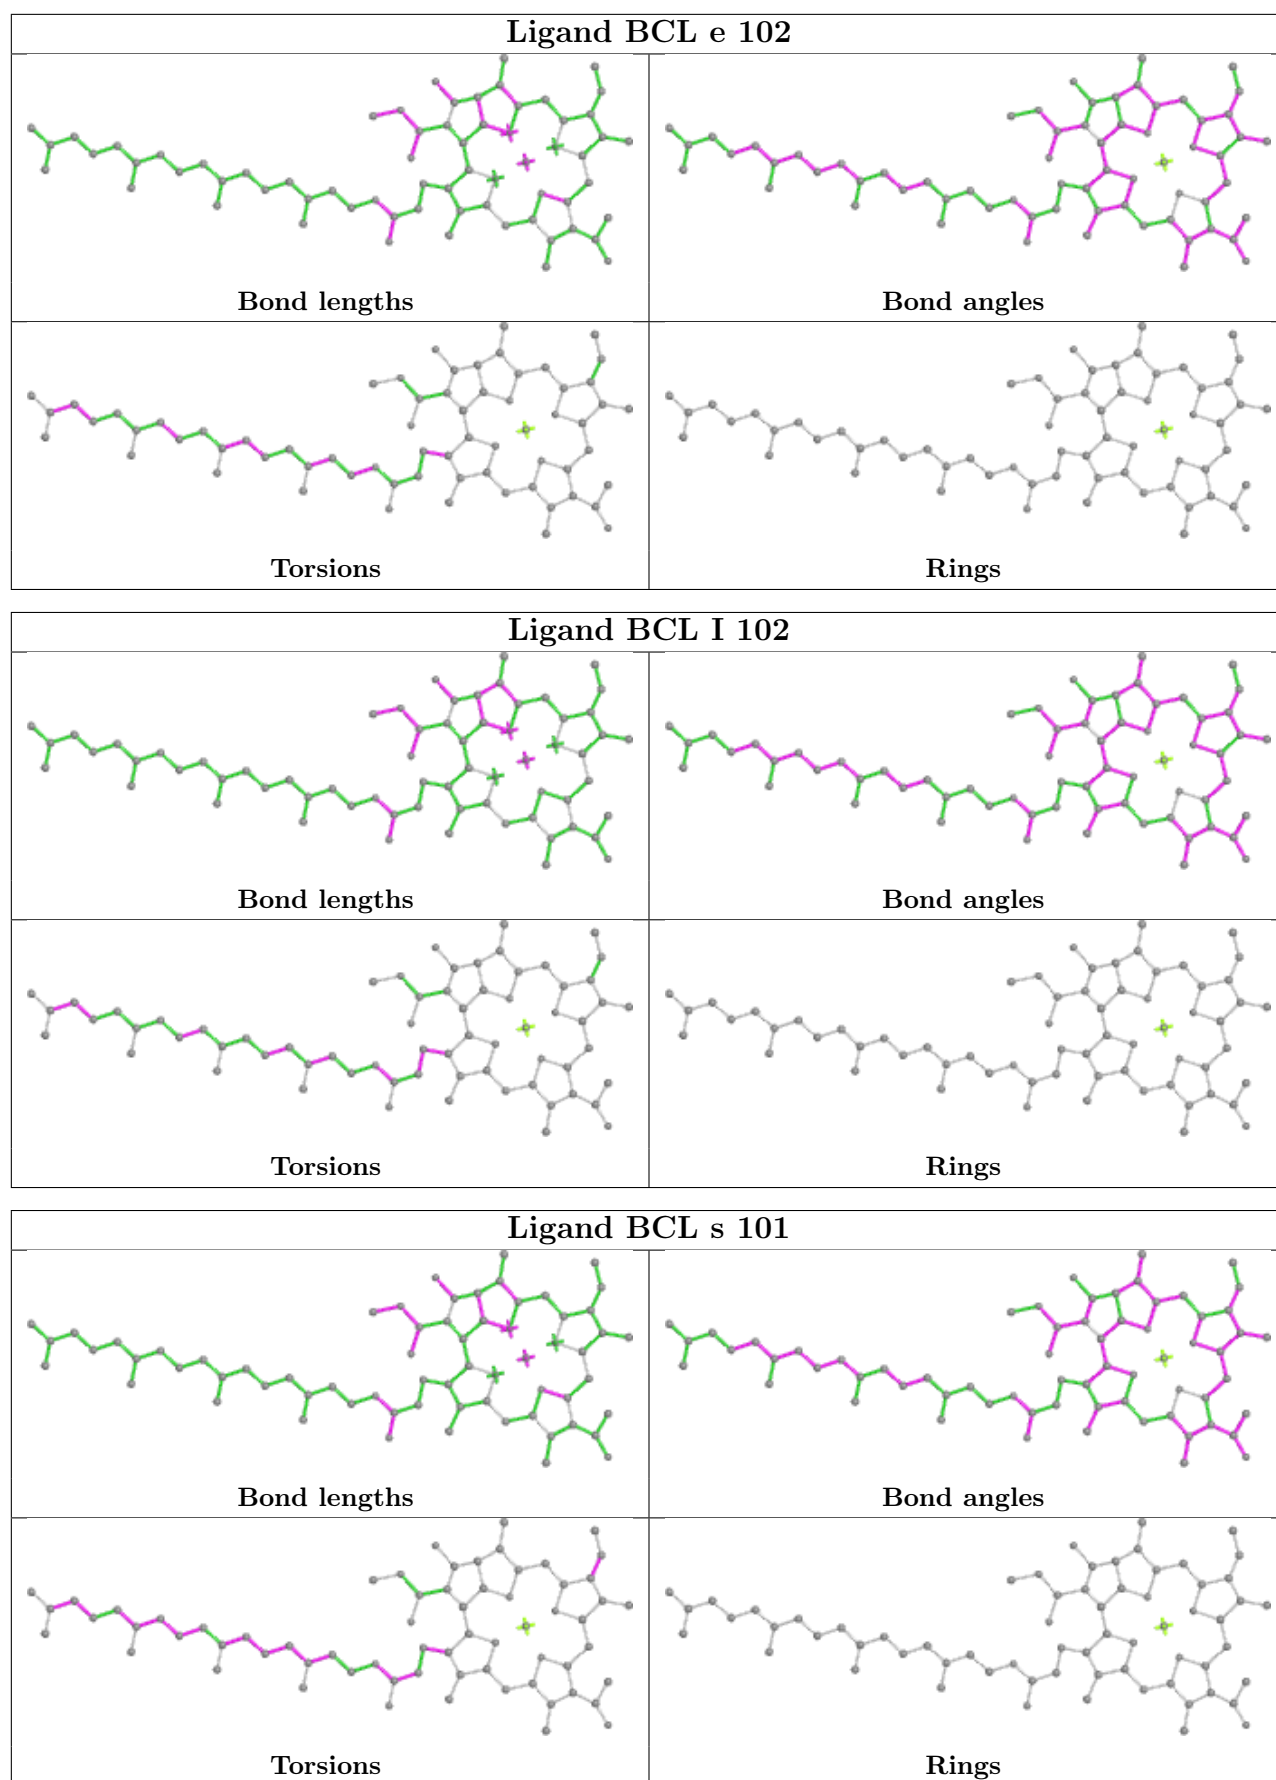 Ligand BCL e 102
Bond lengths
Bond angles
Torsions
Rings
Ligand BCL I 102
Bond lengths
Bond angles
Torsions
Rings
Ligand BCL s 101
Bond lengths
Bond angles
Torsions
Rings